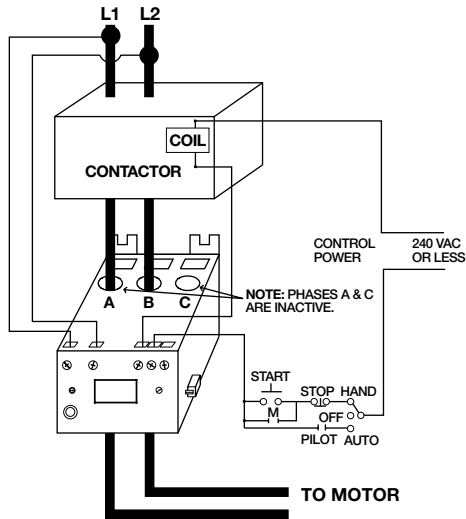 L1 L2
COIL
CONTACTOR
CONTROL
POWER
240 VAC
OR LESS
A B C
NOTE: PHASES A & C
ARE INACTIVE.
START
STOP HAND
M
OFF
PILOT AUTO
TO MOTOR